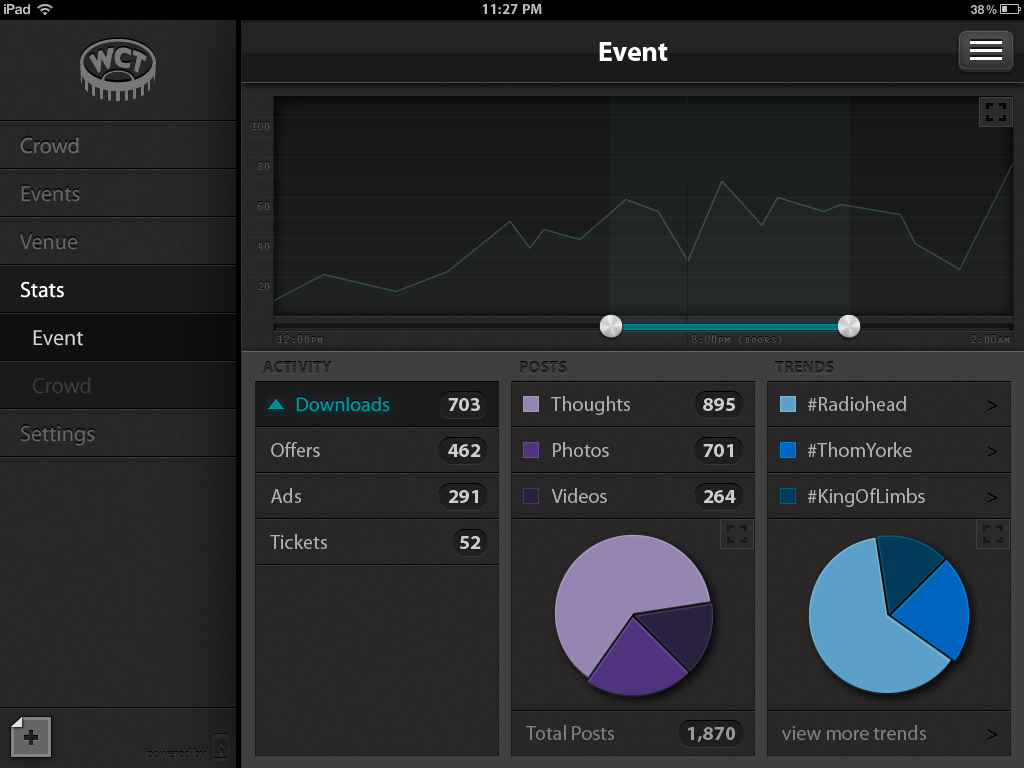 iPad 11:27 PM 38%
WCT
Event
Crowd
Events
Venue
Stats
Event
Crowd
Settings
powered by
100
80
60
40
20
12:00PM 8:00PM (DOORS) 2:00AM
ACTIVITY
Downloads 703
Offers 462
Ads 291
Tickets 52
POSTS
Thoughts 895
Photos 701
Videos 264
Total Posts 1,870
TRENDS
#Radiohead >
#ThomYorke >
#KingOfLimbs >
view more trends >